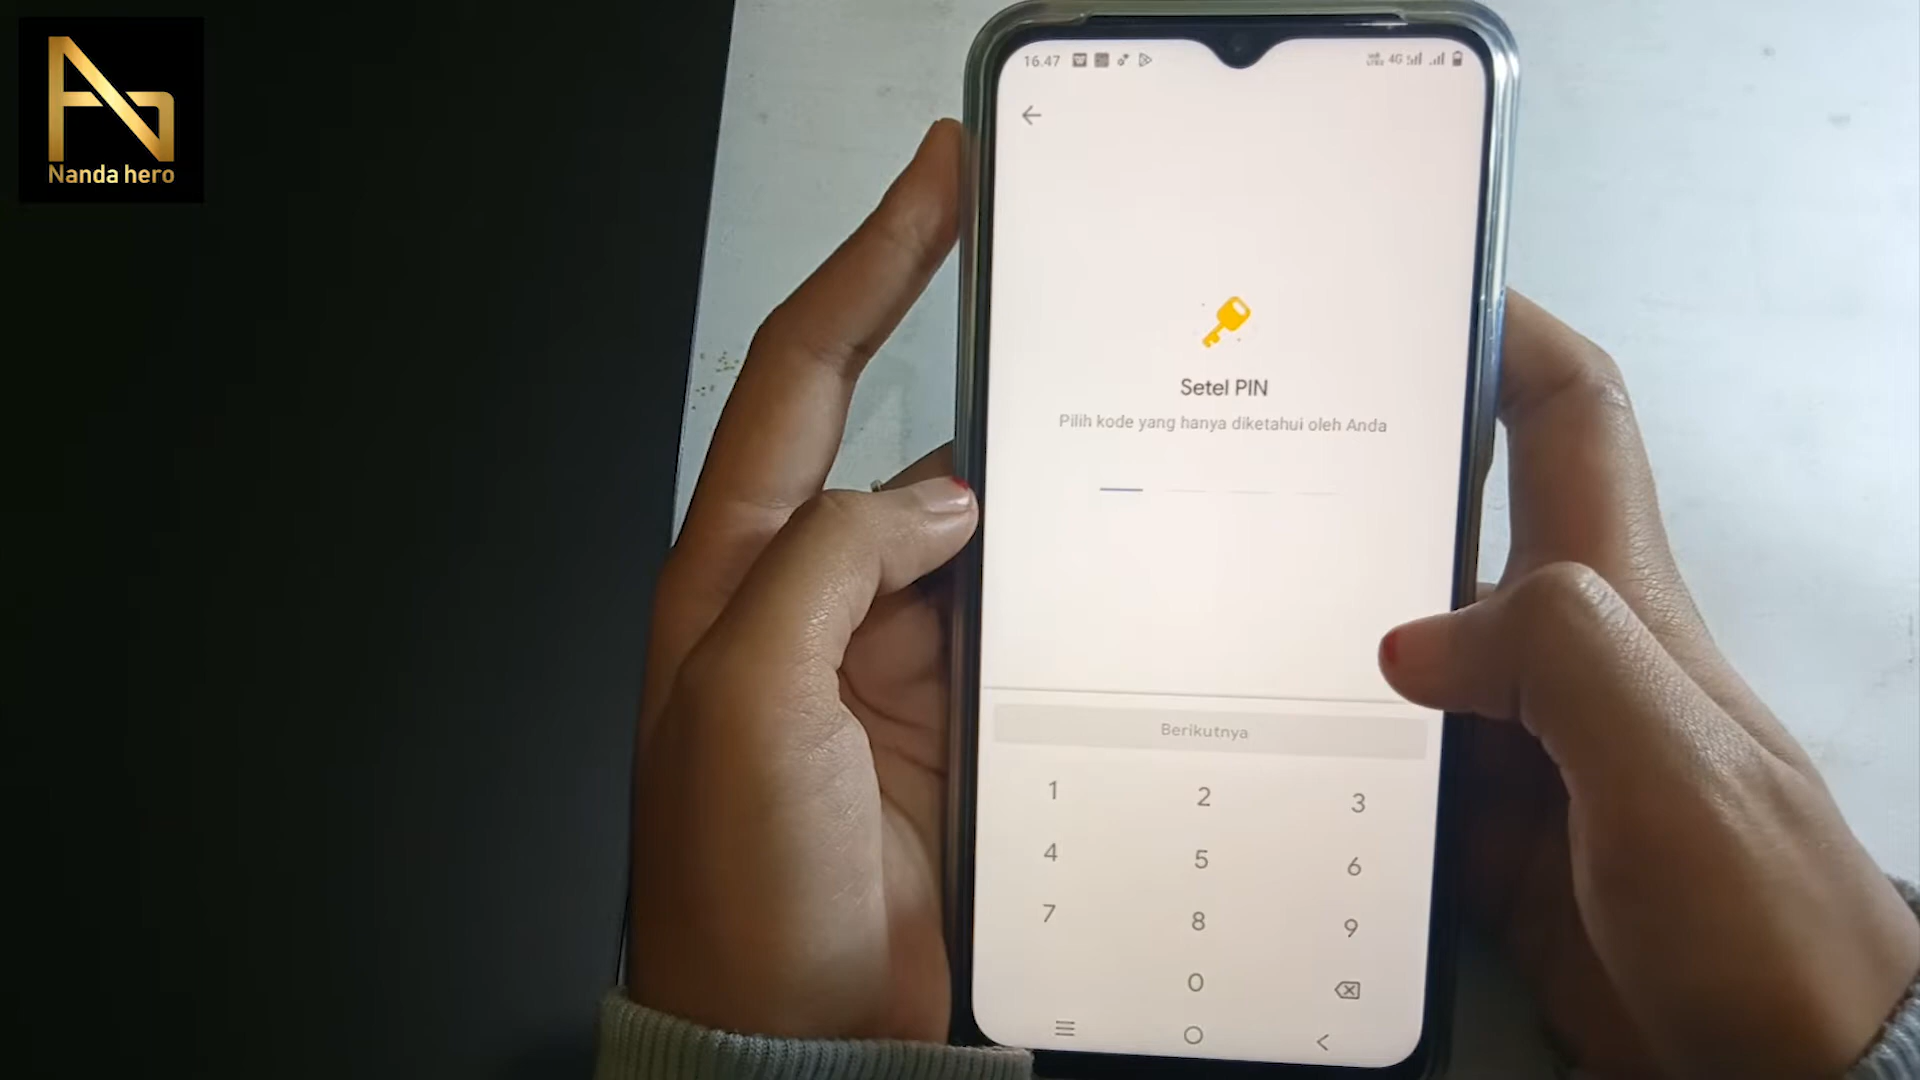 Nanda hero
16.47
4G
Setel PIN
Pilih kode yang hanya diketahui oleh Anda
Berikutnya
1 2 3
4 5 6
7 8 9
0